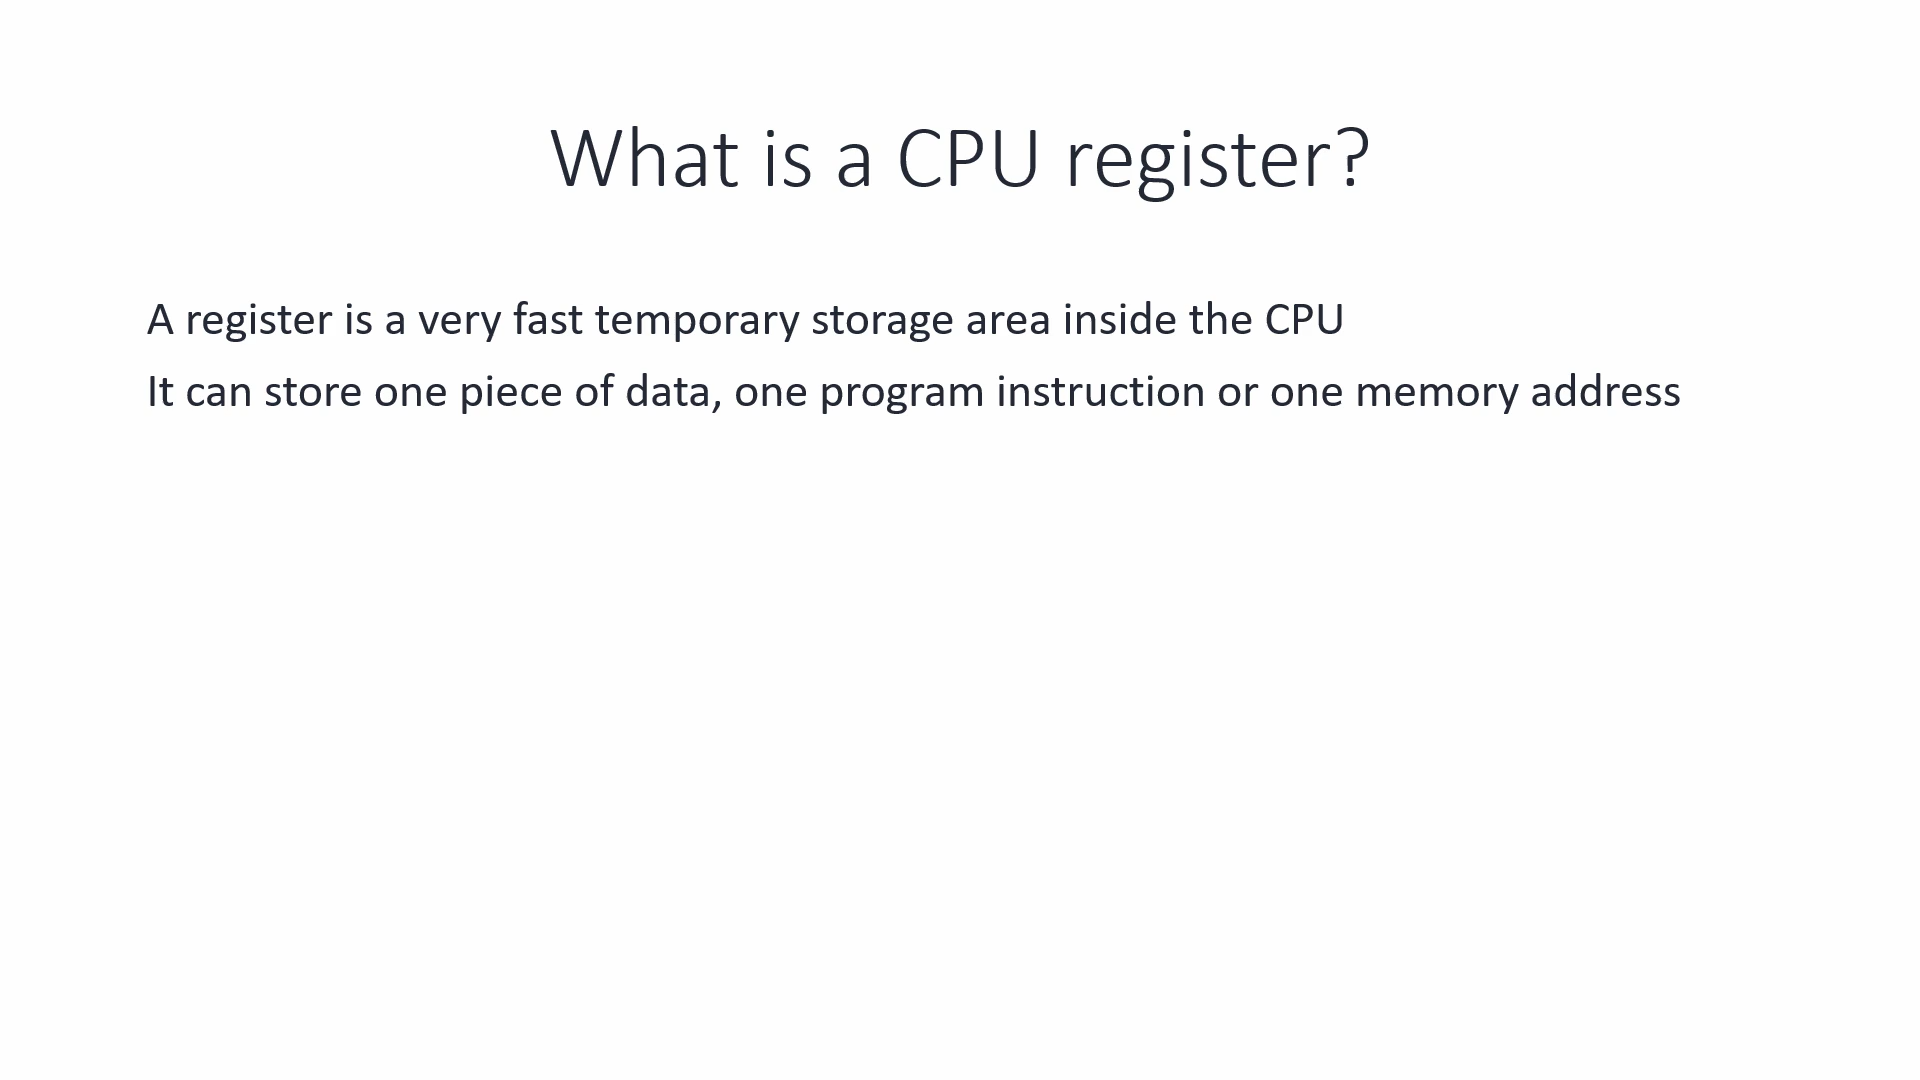 What is a CPU register?
A register is a very fast temporary storage area inside the CPU
It can store one piece of data, one program instruction or one memory address